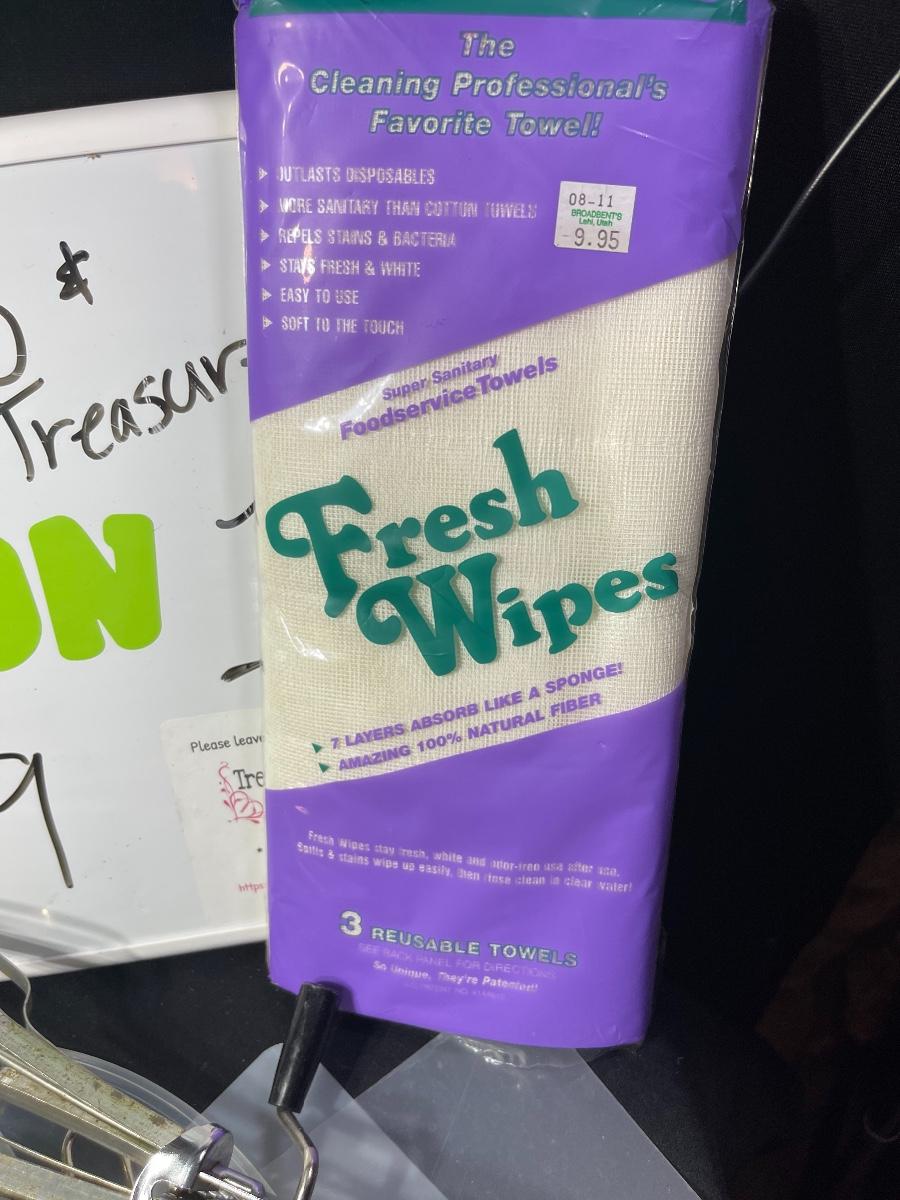 The
Cleaning Professional's
Favorite Towel!
OUTLASTS DISPOSABLES
MORE SANITARY THAN COTTON TOWELS
REPELS STAINS & BACTERIA
STAYS FRESH & WHITE
EASY TO USE
SOFT TO THE TOUCH
08-11
BROADBENT'S
Lehi, Utah
9.95
Super Sanitary
Foodservice Towels
Fresh
Wipes
7 LAYERS ABSORB LIKE A SPONGE!
AMAZING 100% NATURAL FIBER
Fresh Wipes stay fresh, white and odor-free use after use.
Spills & stains wipe up easily, then rinse clean in clear water!
3 REUSABLE TOWELS
SEE BACK PANEL FOR DIRECTIONS
So Unique, They're Patented!
&
Treasur
ON
9
Please leav
Tre
https